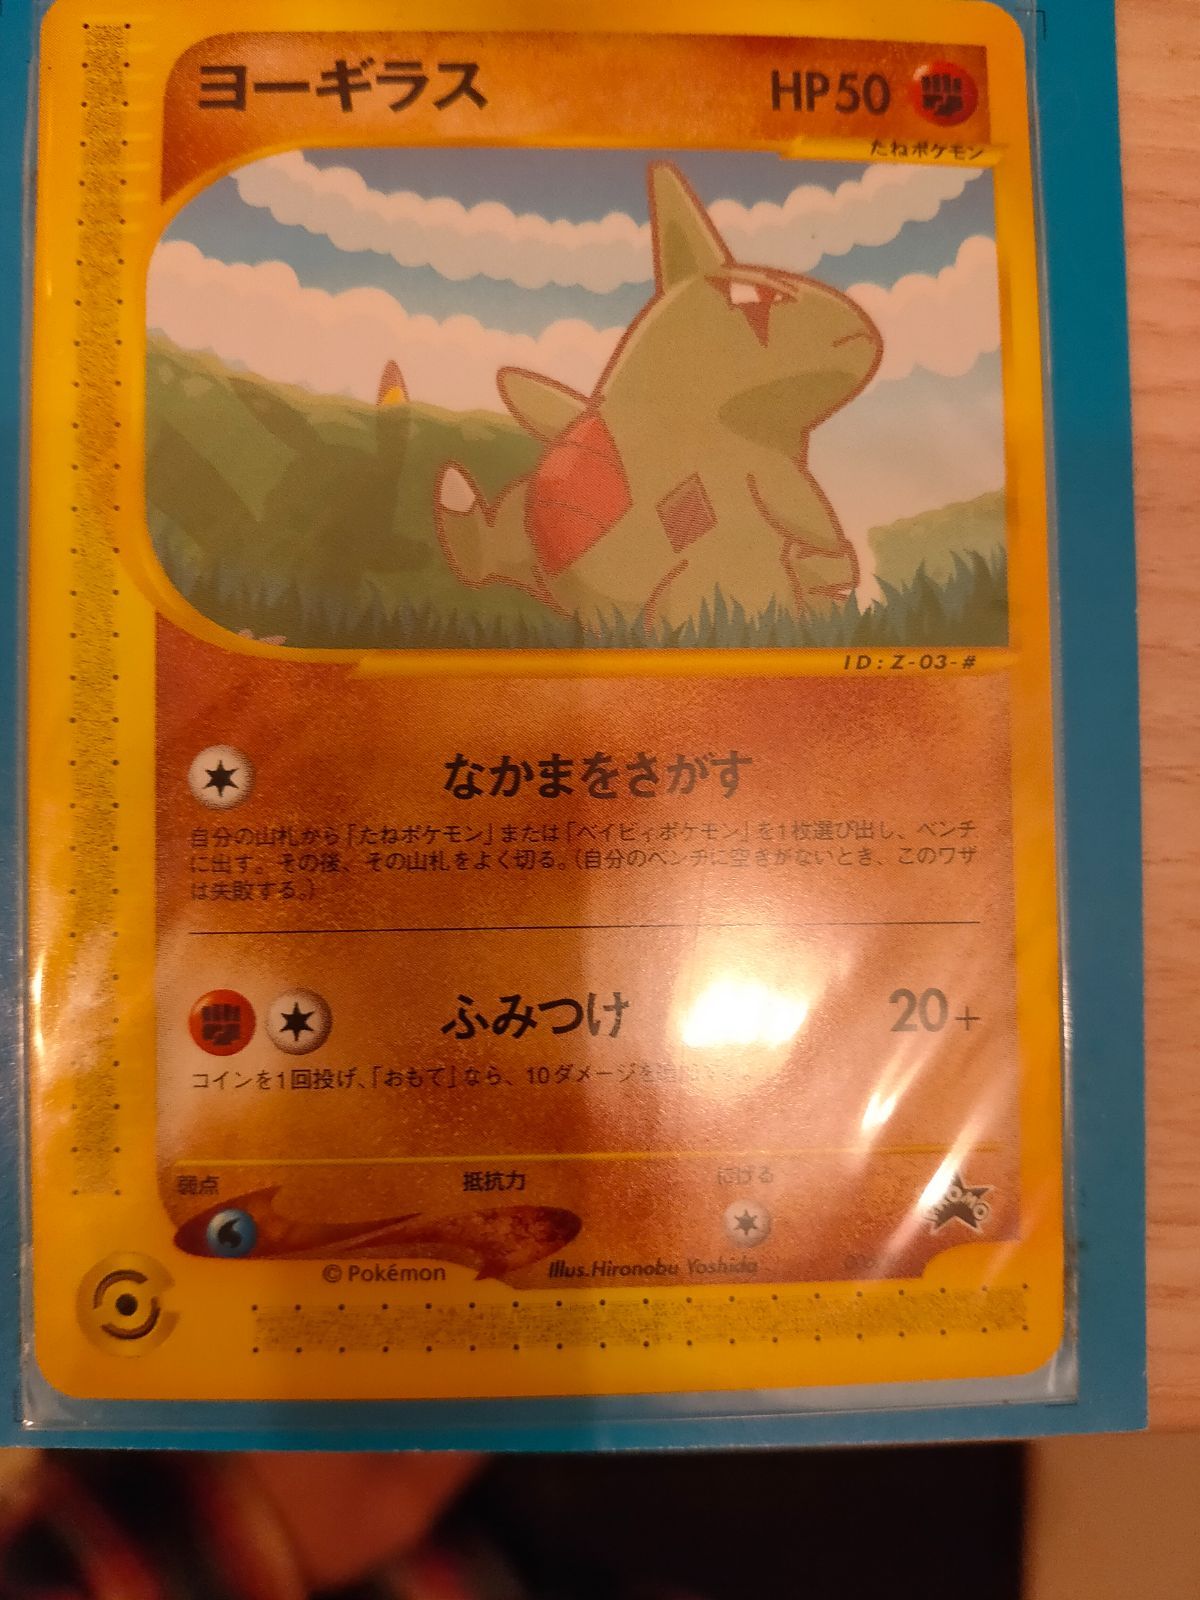 ヨーギラス
HP50
たねポケモン
ID:Z-03-#
なかまをさがす
自分の山札から「たねポケモン」または「ベイビィポケモン」を1枚選び出し、ベンチ
に出す。その後、その山札をよく切る。(自分のベンチに空きがないとき、このワザ
は失敗する。)
ふみつけ 20+
コインを1回投げ、「おもて」なら、10ダメージを
弱点 抵抗力 にげる
PROMO
© Pokémon Illus.Hironobu Yoshida